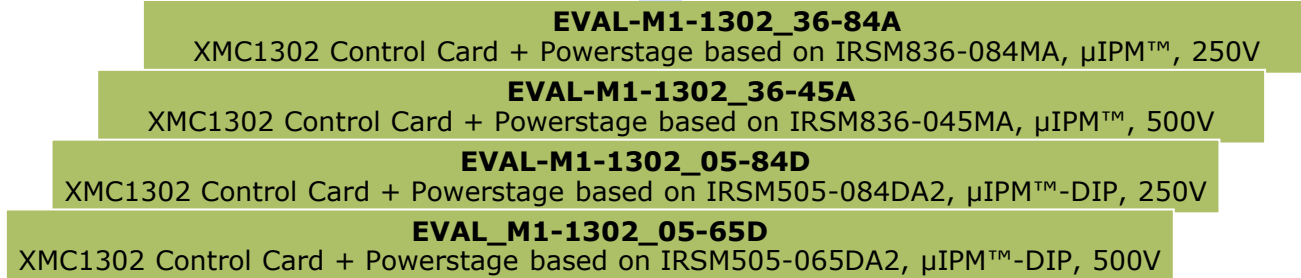 EVAL-M1-1302_36-84A
XMC1302 Control Card + Powerstage based on IRSM836-084MA, µIPM™, 250V
EVAL-M1-1302_36-45A
XMC1302 Control Card + Powerstage based on IRSM836-045MA, µIPM™, 500V
EVAL-M1-1302_05-84D
XMC1302 Control Card + Powerstage based on IRSM505-084DA2, µIPM™-DIP, 250V
EVAL_M1-1302_05-65D
XMC1302 Control Card + Powerstage based on IRSM505-065DA2, µIPM™-DIP, 500V